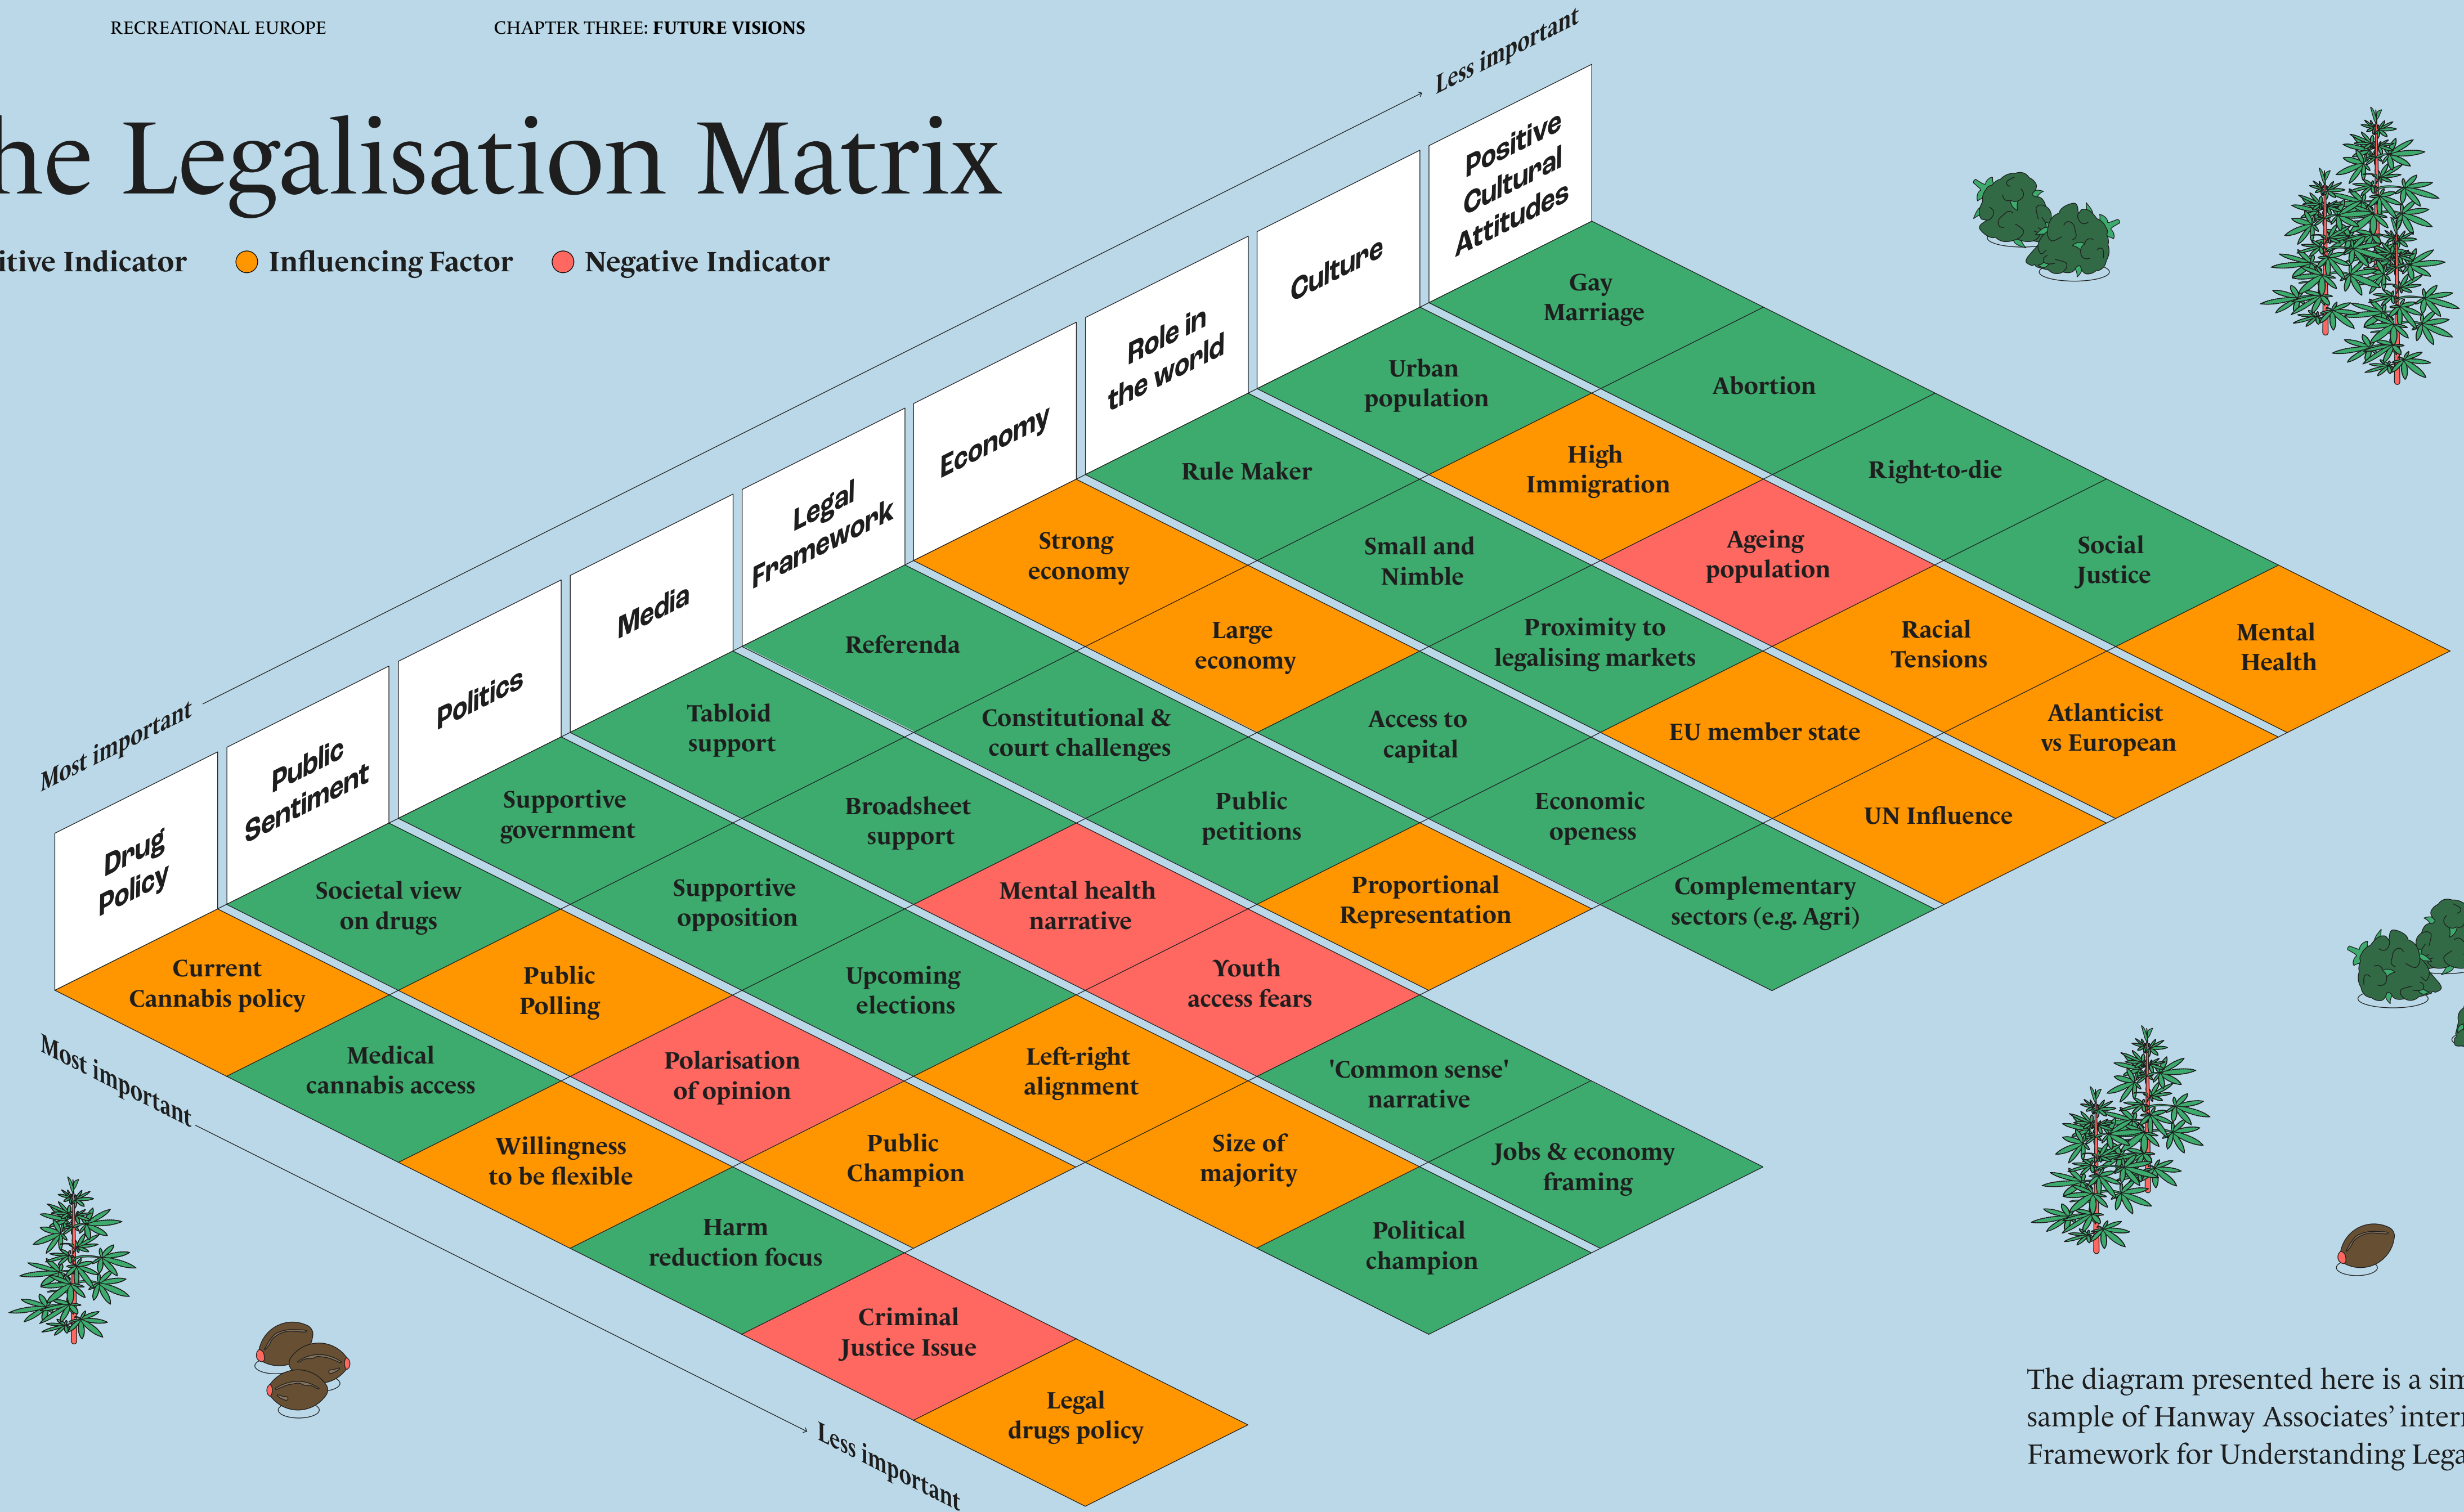 RECREATIONAL EUROPE
CHAPTER THREE: FUTURE VISIONS
he Legalisation Matrix
itive Indicator
Influencing Factor
Negative Indicator
Most important
Less important
Drug
Policy
Public
Sentiment
Politics
Media
Legal
Framework
Economy
Role in
the world
Culture
Positive
Cultural
Attitudes
Most important
Less important
Current
Cannabis policy
Medical
cannabis access
Willingness
to be flexible
Harm
reduction focus
Criminal
Justice Issue
Legal
drugs policy
Societal view
on drugs
Public
Polling
Polarisation
of opinion
Public
Champion
Supportive
government
Supportive
opposition
Upcoming
elections
Left-right
alignment
Size of
majority
Political
champion
Tabloid
support
Broadsheet
support
Mental health
narrative
Youth
access fears
'Common sense'
narrative
Jobs & economy
framing
Referenda
Constitutional &
court challenges
Public
petitions
Proportional
Representation
Strong
economy
Large
economy
Access to
capital
Economic
openess
Complementary
sectors (e.g. Agri)
Rule Maker
Small and
Nimble
Proximity to
legalising markets
EU member state
UN Influence
Urban
population
High
Immigration
Ageing
population
Racial
Tensions
Atlanticist
vs European
Gay
Marriage
Abortion
Right-to-die
Social
Justice
Mental
Health
The diagram presented here is a sim
sample of Hanway Associates' intern
Framework for Understanding Lega